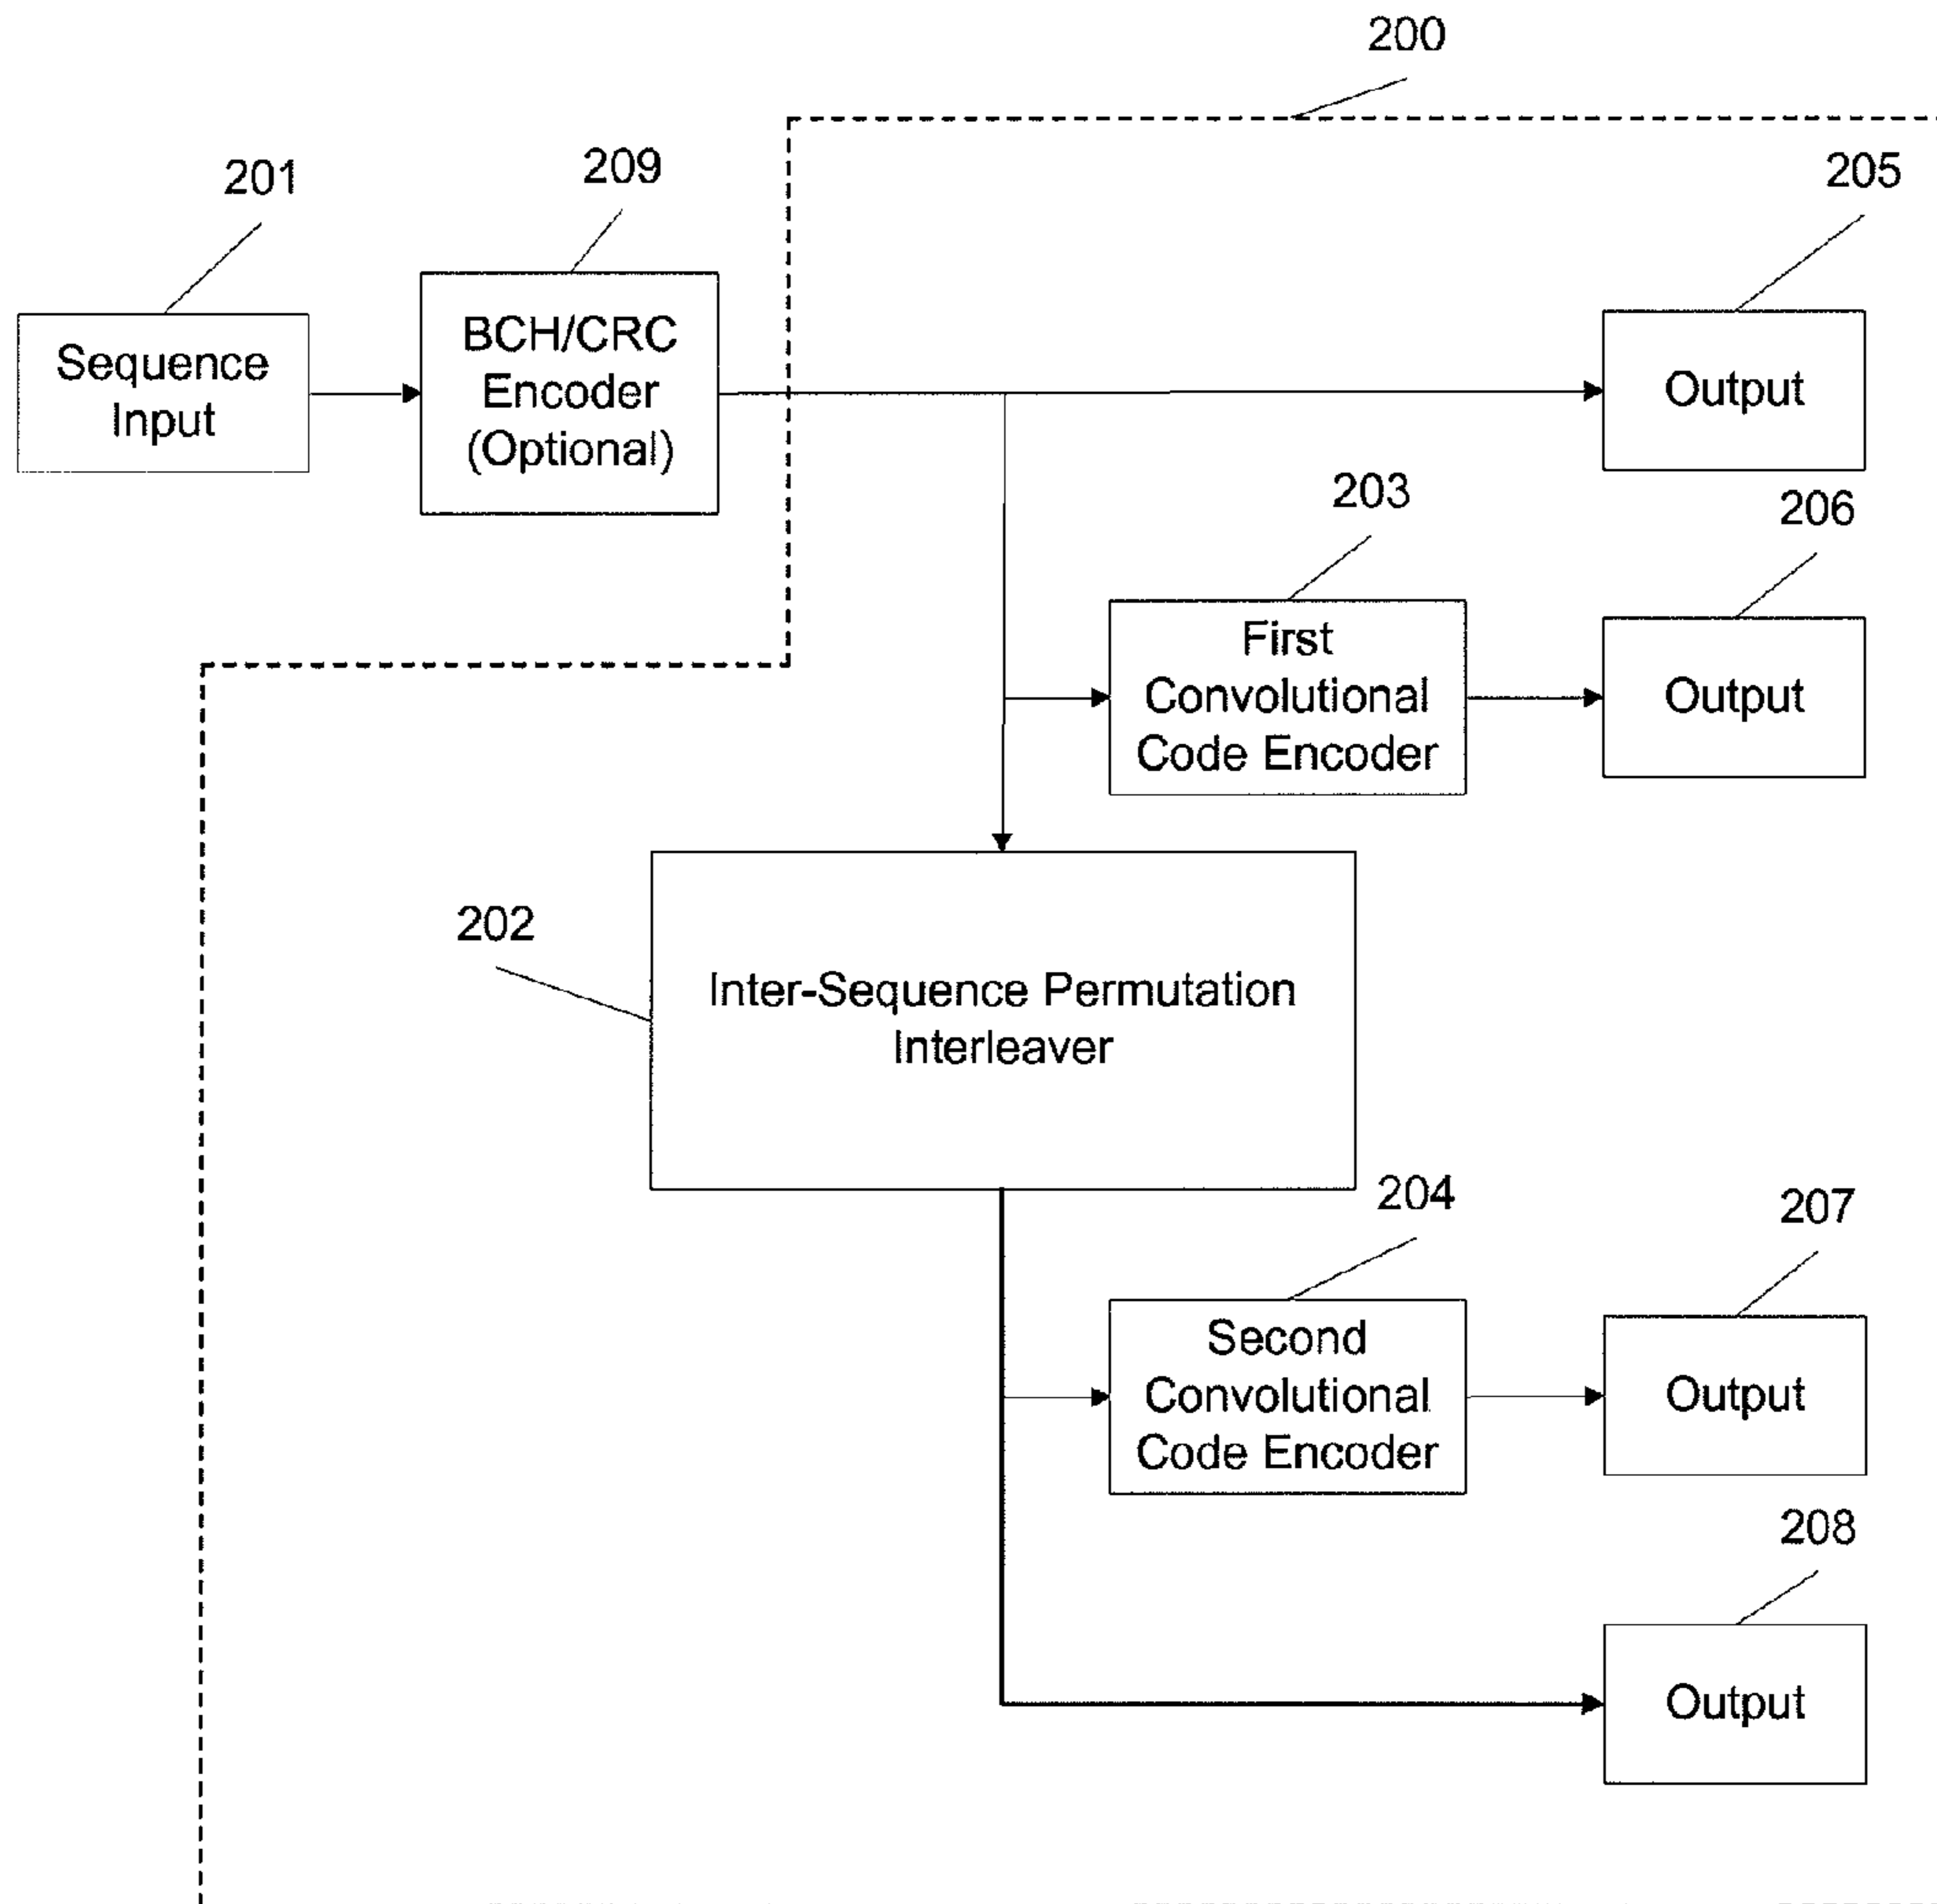 200
201
209
205
Sequence
Input
BCH/CRC
Encoder
(Optional)
Output
203
206
First
Convolutional
Code Encoder
Output
202
Inter-Sequence Permutation
Interleaver
204
207
Second
Convolutional
Code Encoder
Output
208
Output